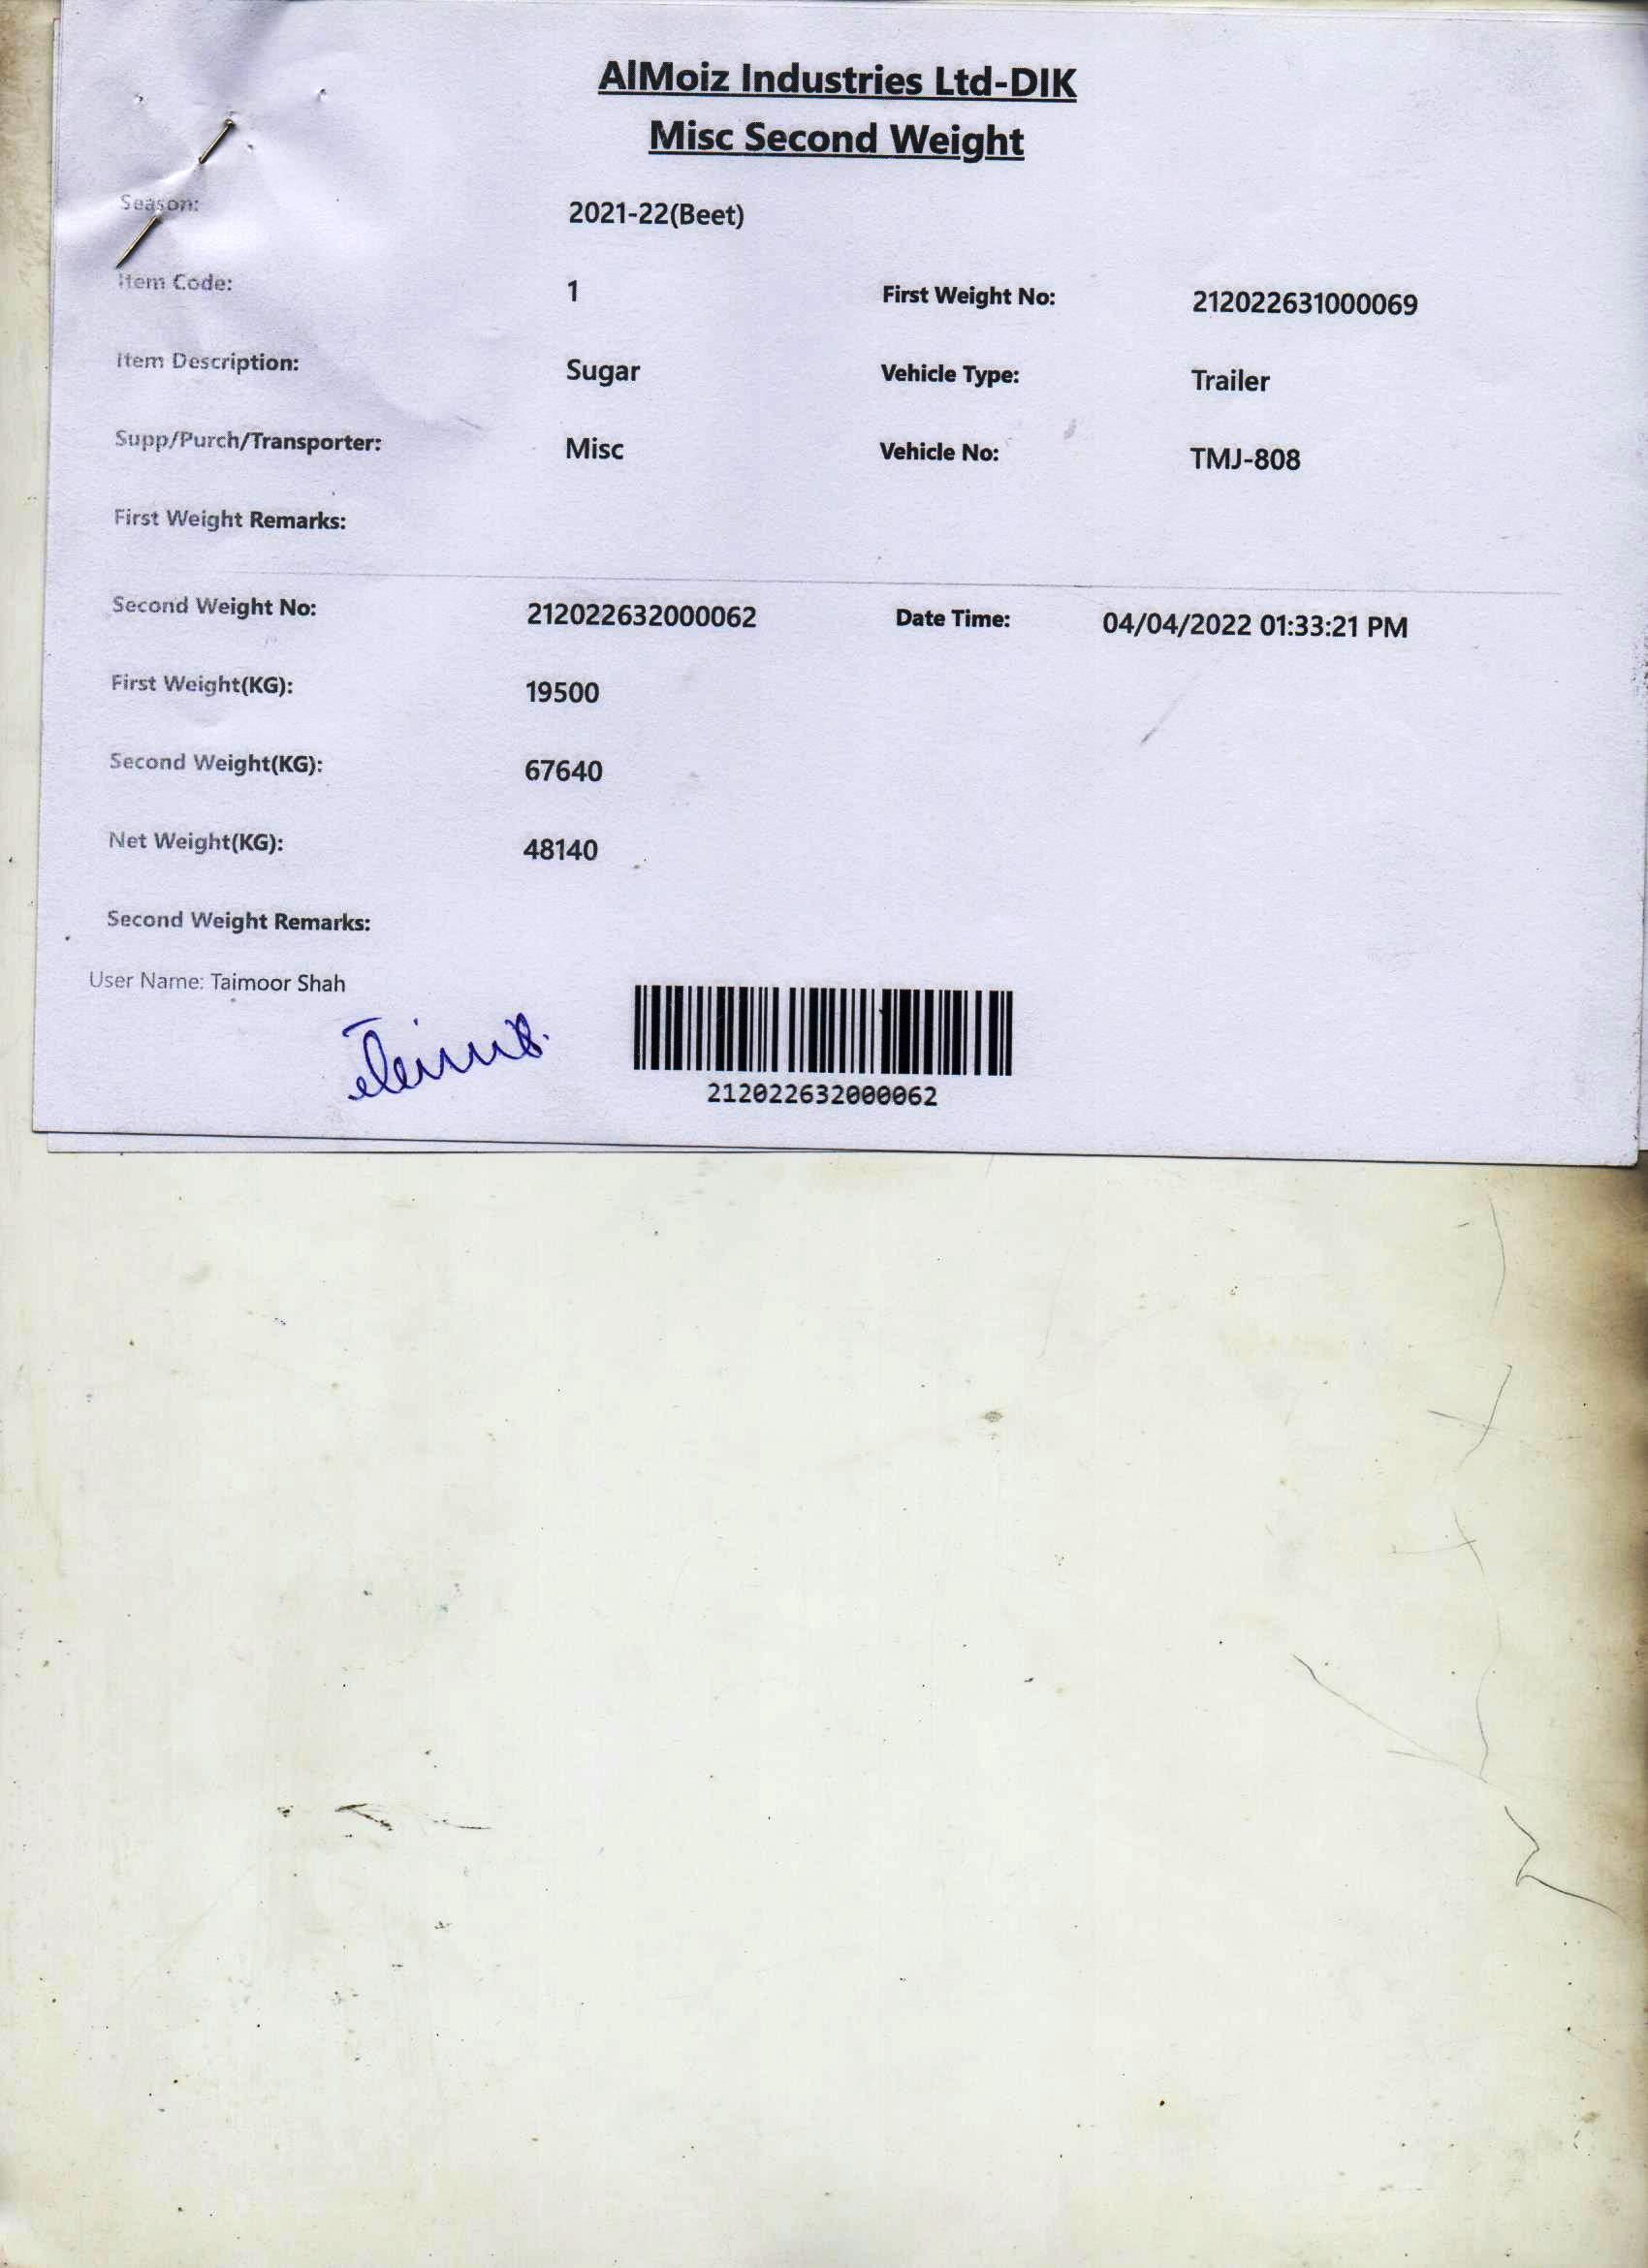 AlMoiz Industries Ltd-DIK
Misc Second Weight
Season: 2021-22(Beet)
Item Code: 1 First Weight No: 212022631000069
Item Description: Sugar Vehicle Type: Trailer
Supp/Purch/Transporter: Misc Vehicle No: TMJ-808
First Weight Remarks:
Second Weight No: 212022632000062 Date Time: 04/04/2022 01:33:21 PM
First Weight(KG): 19500
Second Weight(KG): 67640
Net Weight(KG): 48140
Second Weight Remarks:
User Name: Taimoor Shah
212022632000062